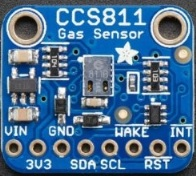 CCS811
Gas Sensor
VIN GND WAKE INT
3V3 SDA SCL RST